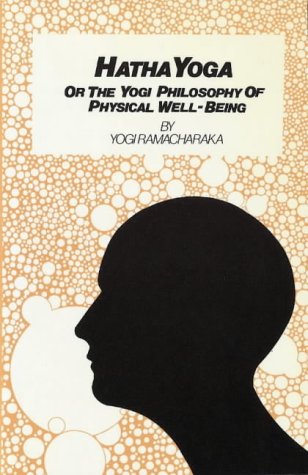 HATHA YOGA
OR THE YOGI PHILOSOPHY OF
PHYSICAL WELL-BEING
BY
YOGI RAMACHARAKA